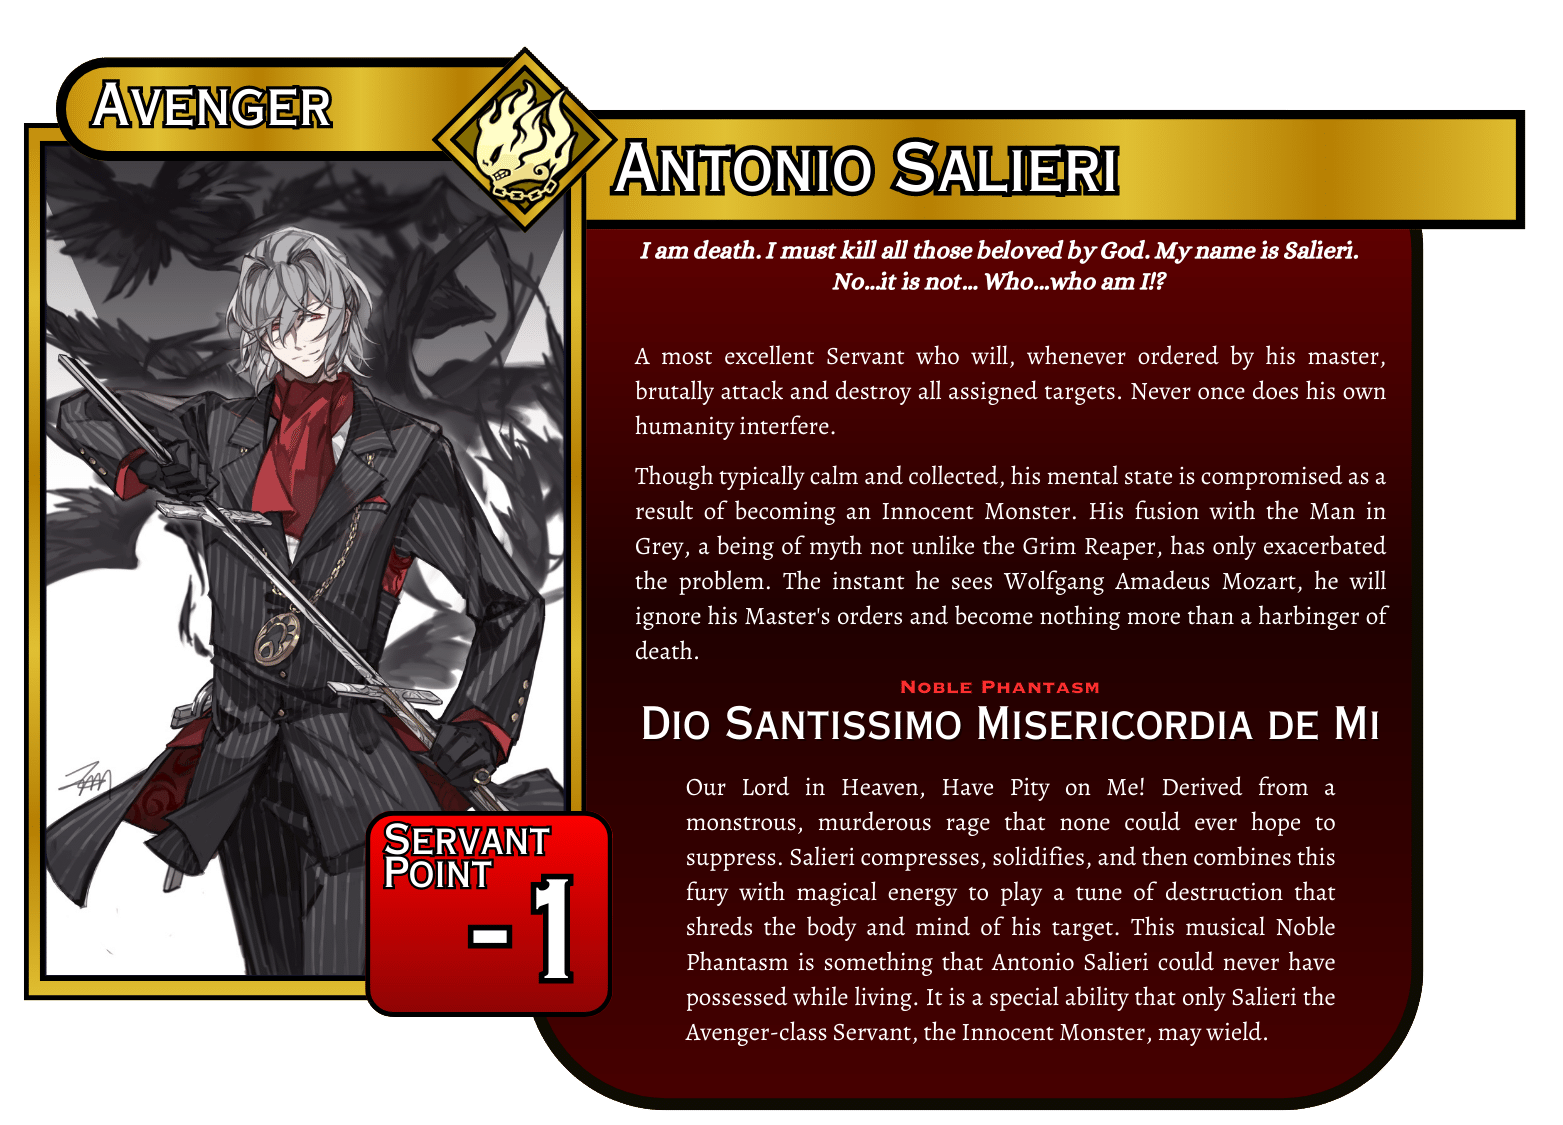 Avenger
Antonio Salieri
I am death. I must kill all those beloved by God. My name is Salieri.
No...it is not... Who...who am I!?
A most excellent Servant who will, whenever ordered by his master,
brutally attack and destroy all assigned targets. Never once does his own
humanity interfere.
Though typically calm and collected, his mental state is compromised as a
result of becoming an Innocent Monster. His fusion with the Man in
Grey, a being of myth not unlike the Grim Reaper, has only exacerbated
the problem. The instant he sees Wolfgang Amadeus Mozart, he will
ignore his Master's orders and become nothing more than a harbinger of
death.
Noble Phantasm
Dio Santissimo Misericordia de Mi
Our Lord in Heaven, Have Pity on Me! Derived from a
monstrous, murderous rage that none could ever hope to
suppress. Salieri compresses, solidifies, and then combines this
fury with magical energy to play a tune of destruction that
shreds the body and mind of his target. This musical Noble
Phantasm is something that Antonio Salieri could never have
possessed while living. It is a special ability that only Salieri the
Avenger-class Servant, the Innocent Monster, may wield.
Servant
Point
-1